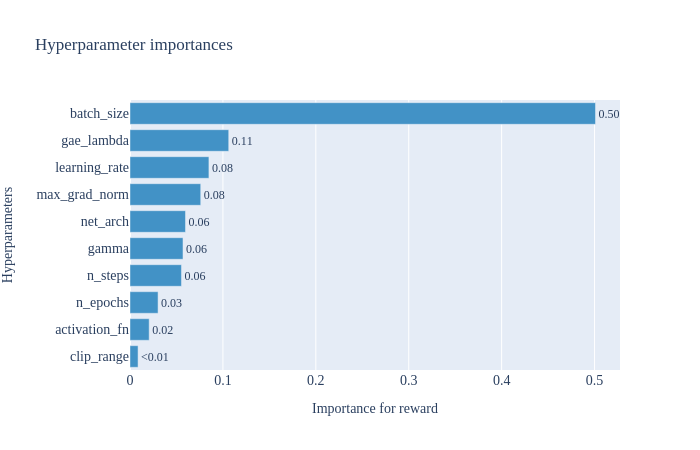 Hyperparameter importances
Hyperparameters
batch_size 0.50
gae_lambda 0.11
learning_rate 0.08
max_grad_norm 0.08
net_arch 0.06
gamma 0.06
n_steps 0.06
n_epochs 0.03
activation_fn 0.02
clip_range <0.01
0 0.1 0.2 0.3 0.4 0.5
Importance for reward